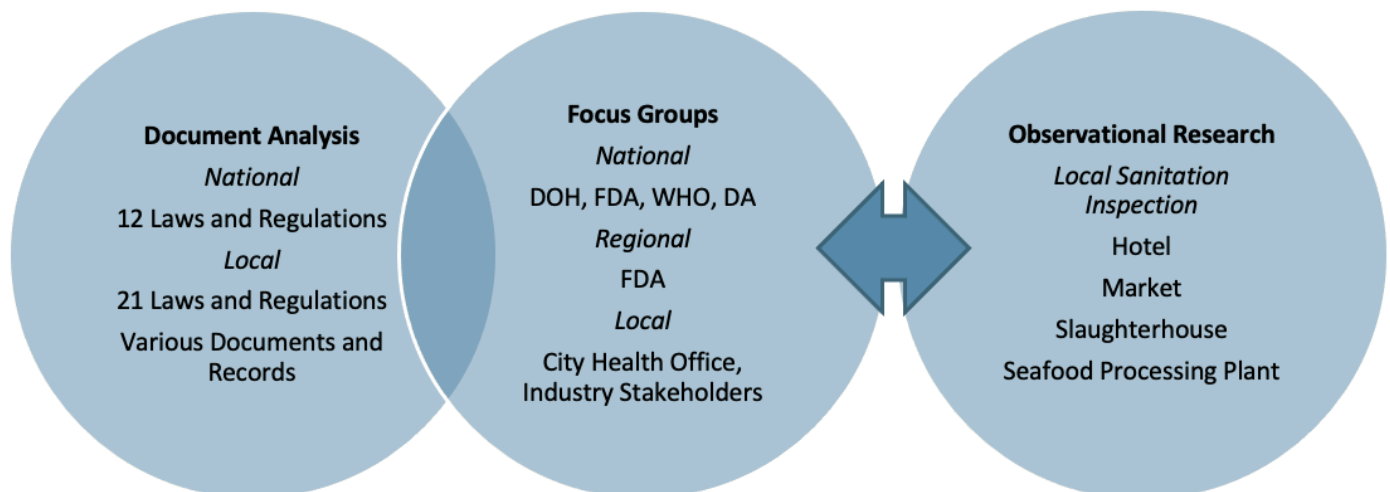 Document Analysis
National
12 Laws and Regulations
Local
21 Laws and Regulations
Various Documents and
Records
Focus Groups
National
DOH, FDA, WHO, DA
Regional
FDA
Local
City Health Office,
Industry Stakeholders
Observational Research
Local Sanitation
Inspection
Hotel
Market
Slaughterhouse
Seafood Processing Plant